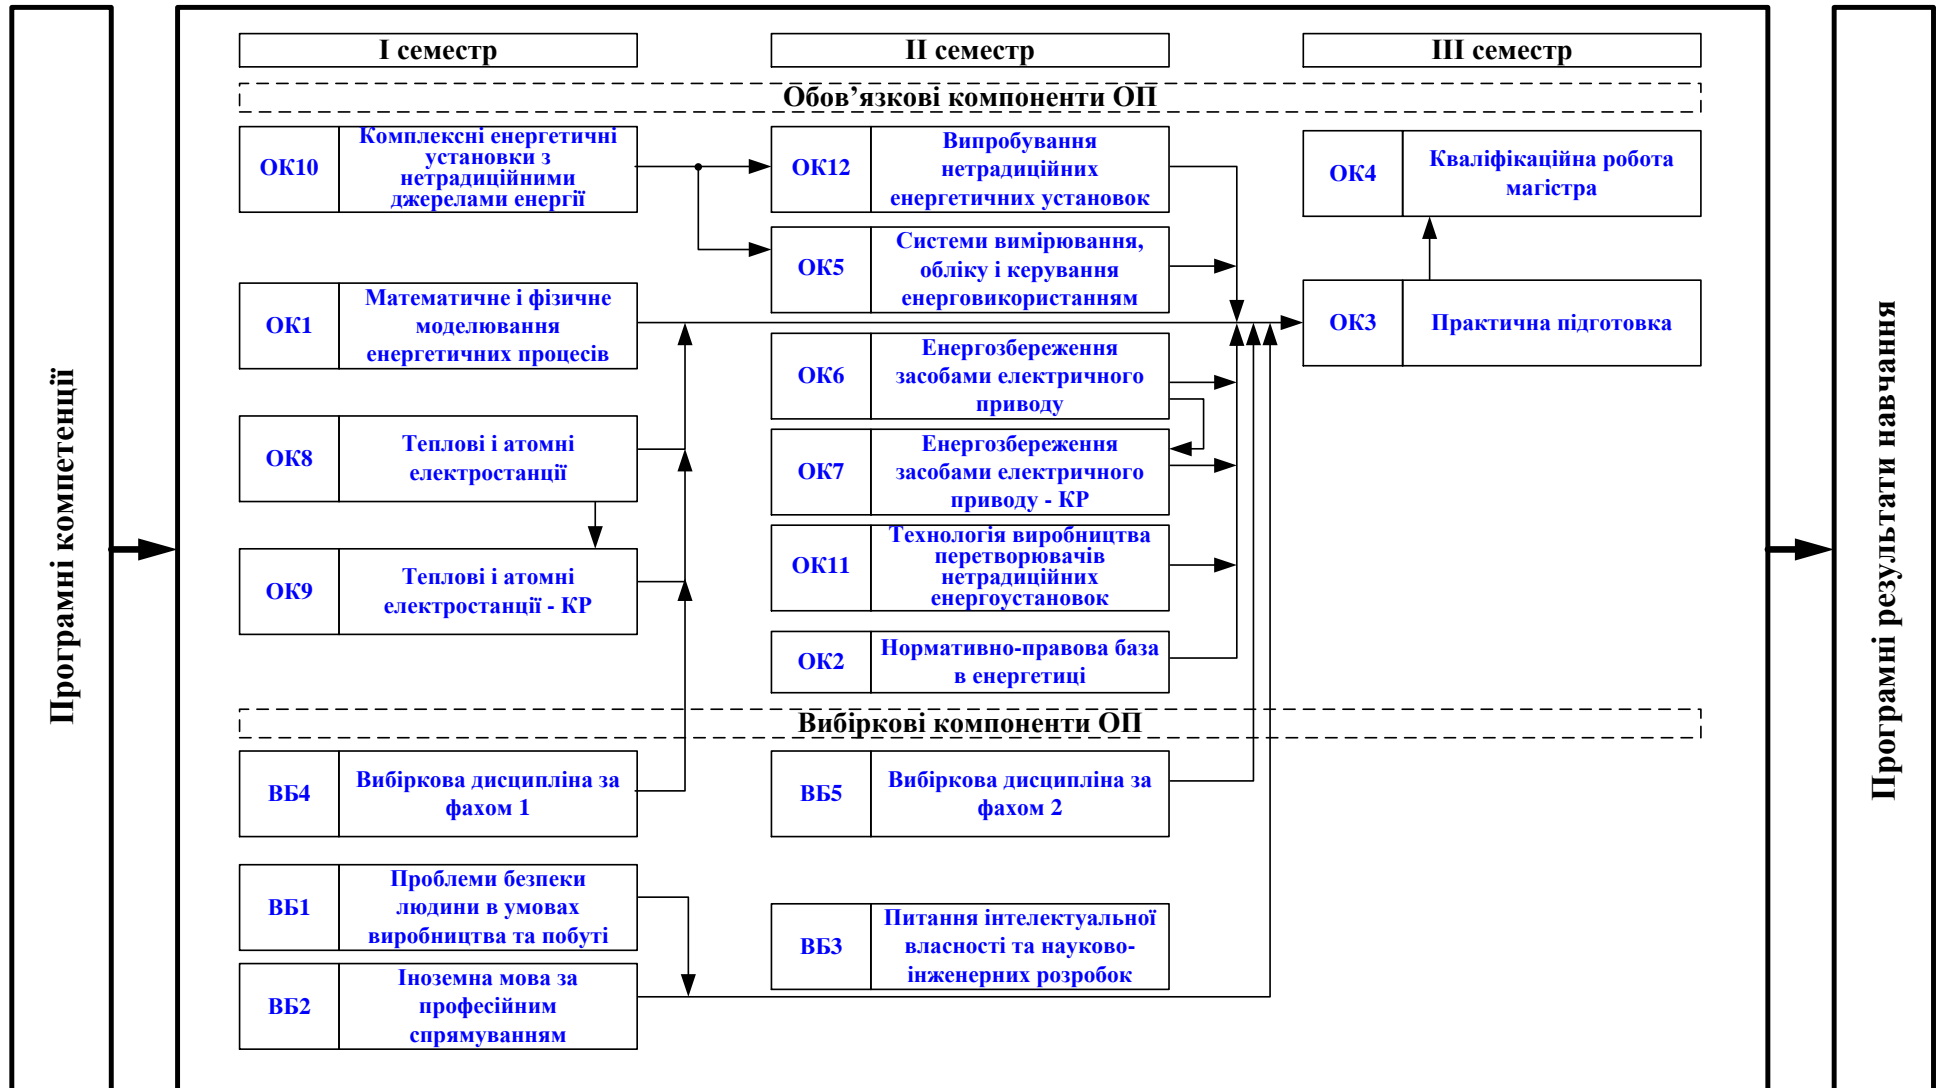 Програмні компетенції
І семестр
ІІ семестр
ІІІ семестр
Обов’язкові компоненти ОП
ОК10
Комплексні енергетичні
установки з
нетрадиційними
джерелами енергії
ОК12
Випробування
нетрадиційних
енергетичних установок
ОК4
Кваліфікаційна робота
магістра
ОК5
Системи вимірювання,
обліку і керування
енерговикористанням
ОК1
Математичне і фізичне
моделювання
енергетичних процесів
ОК3
Практична підготовка
ОК6
Енергозбереження
засобами електричного
приводу
ОК8
Теплові і атомні
електростанції
ОК7
Енергозбереження
засобами електричного
приводу - КР
ОК9
Теплові і атомні
електростанції - КР
ОК11
Технологія виробництва
перетворювачів
нетрадиційних
енергоустановок
ОК2
Нормативно-правова база
в енергетиці
Вибіркові компоненти ОП
ВБ4
Вибіркова дисципліна за
фахом 1
ВБ5
Вибіркова дисципліна за
фахом 2
ВБ1
Проблеми безпеки
людини в умовах
виробництва та побуті
ВБ3
Питання інтелектуальної
власності та науково-
інженерних розробок
ВБ2
Іноземна мова за
професійним
спрямуванням
Програмні результати навчання